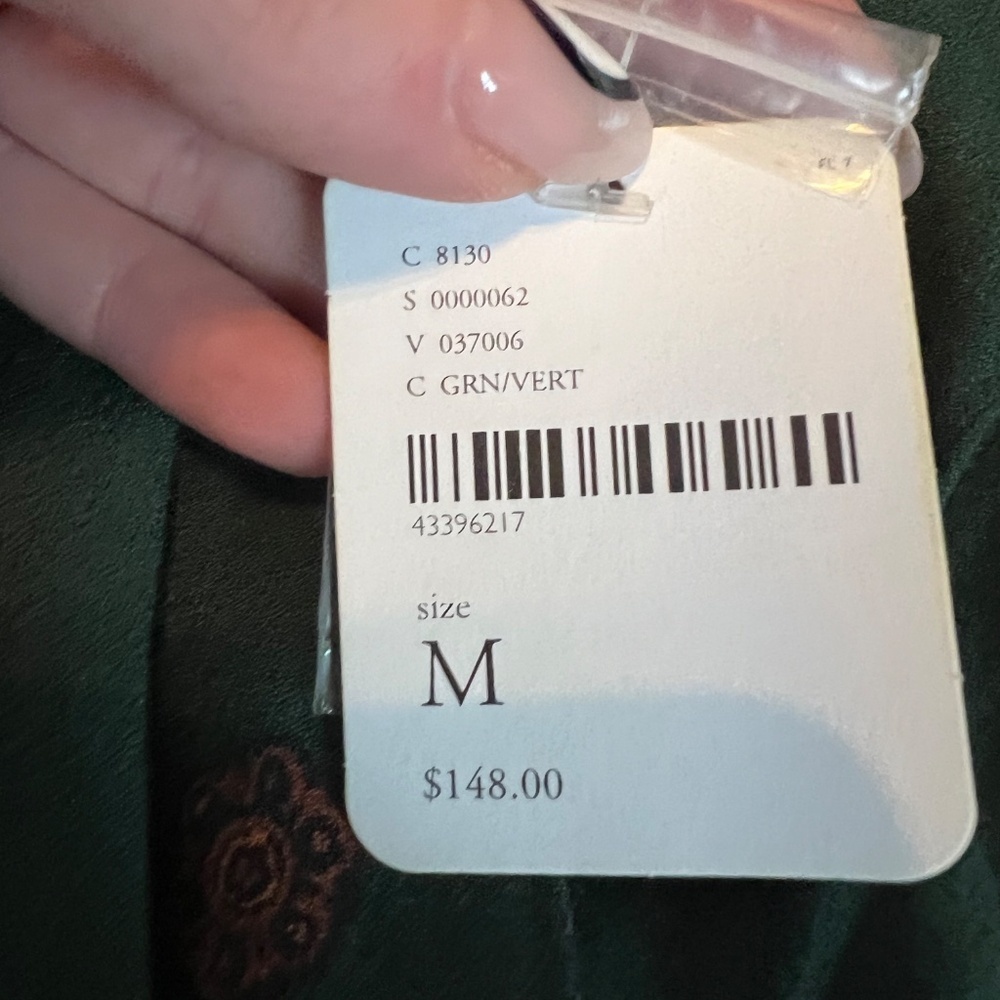 C 8130
S 0000062
V 037006
C GRN/VERT
43396217
size
M
$148.00